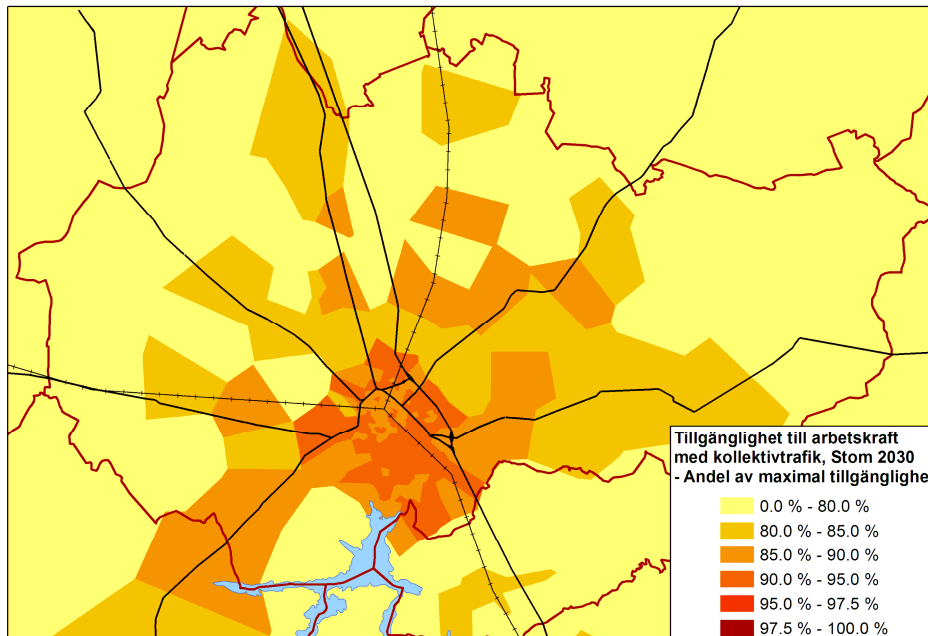 Tillgänglighet till arbetskraft
med kollektivtrafik, Stom 2030
- Andel av maximal tillgänglighe
0.0 % - 80.0 %
80.0 % - 85.0 %
85.0 % - 90.0 %
90.0 % - 95.0 %
95.0 % - 97.5 %
97.5 % - 100.0 %